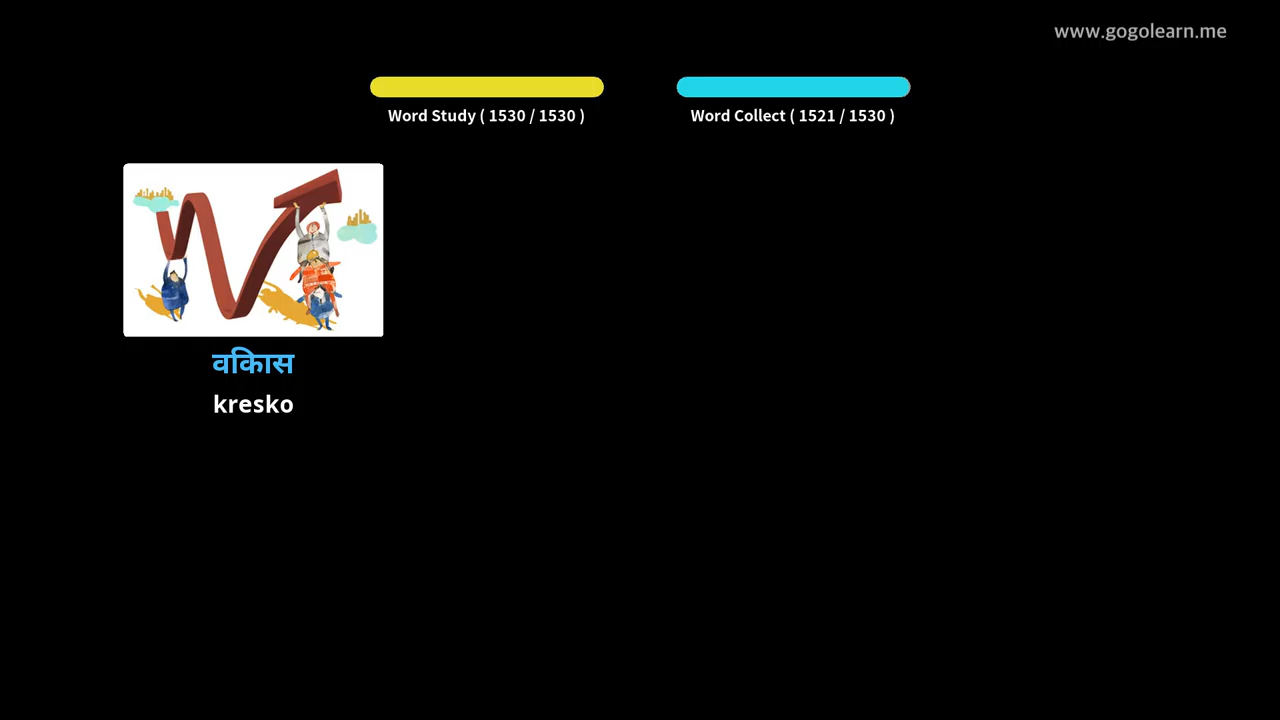 www.gogolearn.me
Word Study ( 1530 / 1530 )
Word Collect ( 1521 / 1530 )
विकास
kresko